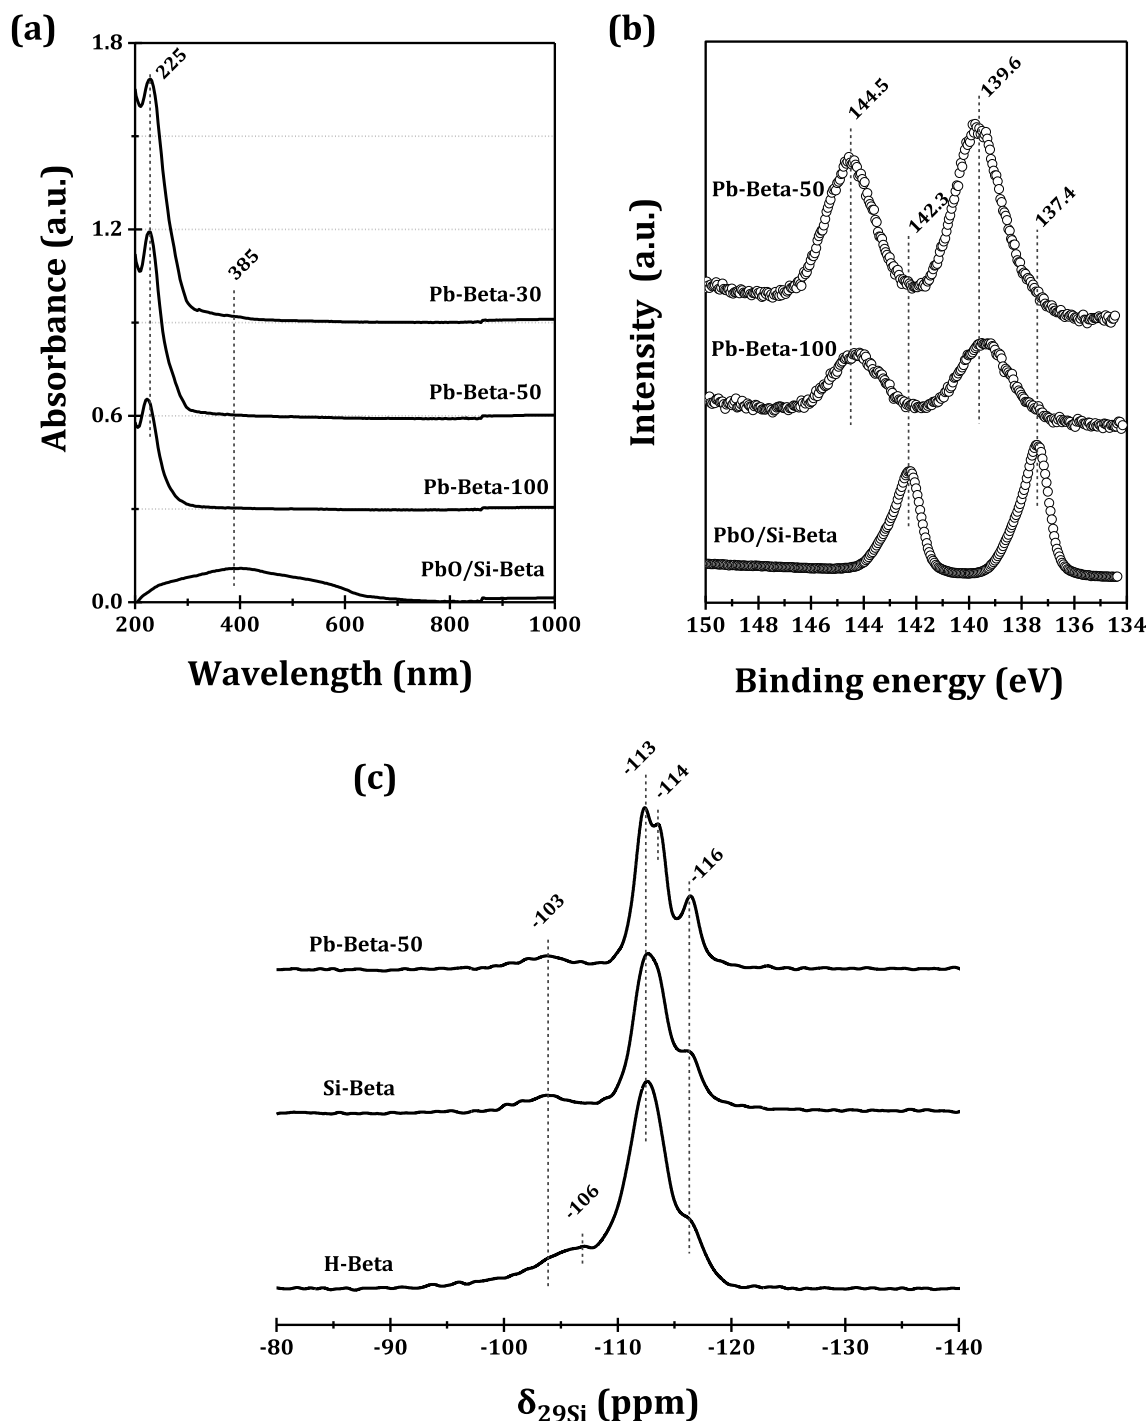 (a)
Absorbance (a.u.)
1.8
1.2
0.6
0.0
225
385
Pb-Beta-30
Pb-Beta-50
Pb-Beta-100
PbO/Si-Beta
200 400 600 800 1000
Wavelength (nm)
(b)
Intensity (a.u.)
144.5
139.6
142.3
137.4
Pb-Beta-50
Pb-Beta-100
PbO/Si-Beta
150 148 146 144 142 140 138 136 134
Binding energy (eV)
(c)
-113
-114
-116
-103
Pb-Beta-50
Si-Beta
-106
H-Beta
-80 -90 -100 -110 -120 -130 -140
δ29Si (ppm)